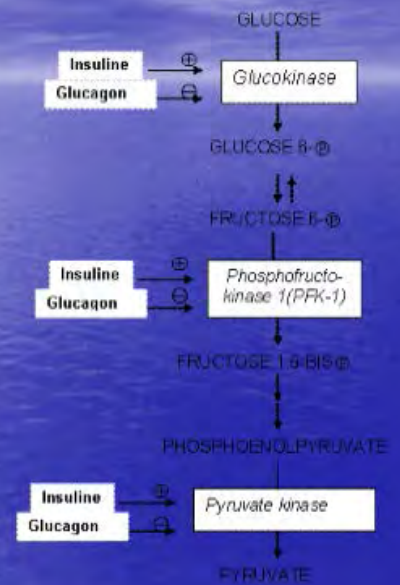 GLUCOSE
Insuline ⊕
Glucokinase
Glucagon ⊖
GLUCOSE 6-Ⓟ
FRUCTOSE 6-Ⓟ
Insuline ⊕
Phosphofructo-
kinase 1(PFK-1)
Glucagon ⊖
FRUCTOSE 1,6-BIS Ⓟ
PHOSPHOENOLPYRUVATE
Insuline ⊕
Pyruvate kinase
Glucagon ⊖
PYRUVATE